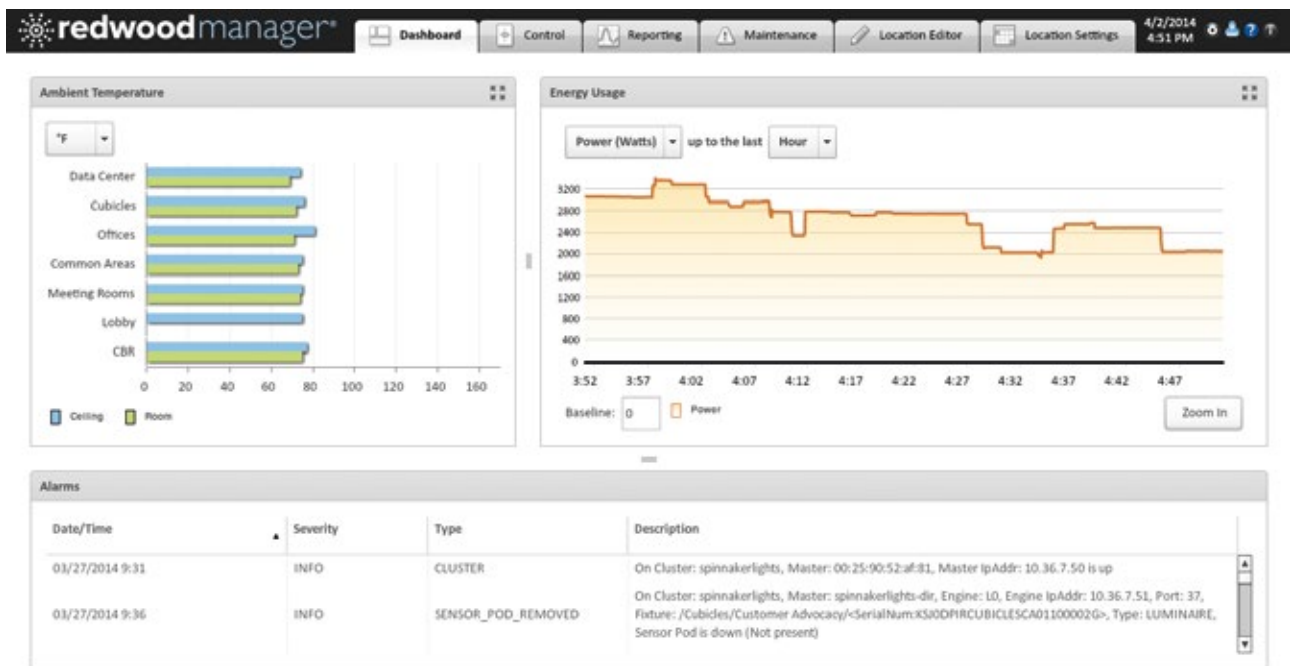 redwoodmanager
Dashboard
Control
Reporting
Maintenance
Location Editor
Location Settings
4/2/2014
4:51 PM
?
Ambient Temperature
Energy Usage
°F
Power (Watts) up to the last Hour
Data Center
Cubicles
Offices
Common Areas
Meeting Rooms
Lobby
CBR
0 20 40 60 80 100 120 140 160
Ceiling Room
3200
2800
2400
2000
1600
1200
800
400
0
3:52 3:57 4:02 4:07 4:12 4:17 4:22 4:27 4:32 4:37 4:42 4:47
Baseline: 0 Power Zoom In
Alarms
Date/Time Severity Type Description
03/27/2014 9:31 INFO CLUSTER On Cluster: spinnakerlights, Master: 00:25:90:52:af:81, Master IpAddr: 10.36.7.50 is up
On Cluster: spinnakerlights, Master: spinnakerlights-dir, Engine: L0, Engine IpAddr: 10.36.7.51, Port: 37,
03/27/2014 9:36 INFO SENSOR_POD_REMOVED Fixture: /Cubicles/Customer Advocacy/<SerialNum:KSJ0DPIRCUBICLESCA01100002G>, Type: LUMINAIRE,
Sensor Pod is down (Not present)